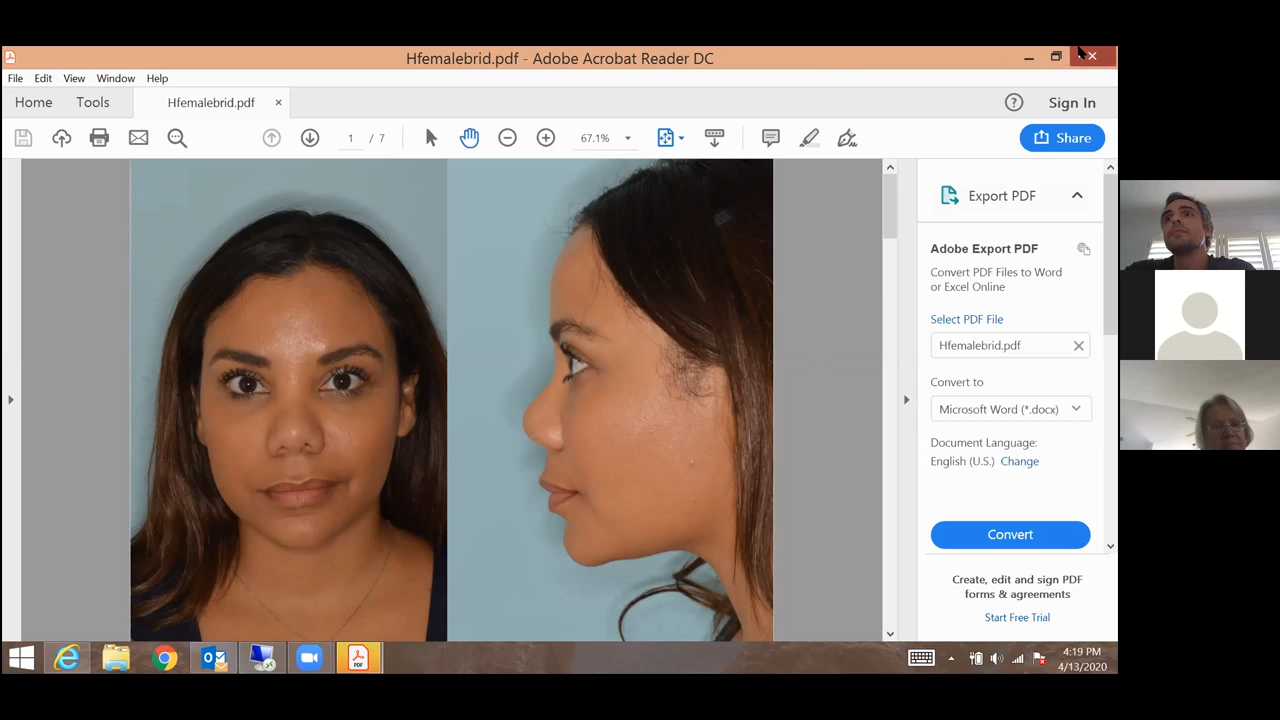 Hfemalebrid.pdf - Adobe Acrobat Reader DC
File Edit View Window Help
Home Tools Hfemalebrid.pdf × ? Sign In
1 / 7 67.1% Share
Export PDF
Adobe Export PDF
Convert PDF Files to Word
or Excel Online
Select PDF File
Hfemalebrid.pdf
Convert to
Microsoft Word (*.docx)
Document Language:
English (U.S.) Change
Convert
Create, edit and sign PDF
forms & agreements
Start Free Trial
PDF
4:19 PM
4/13/2020